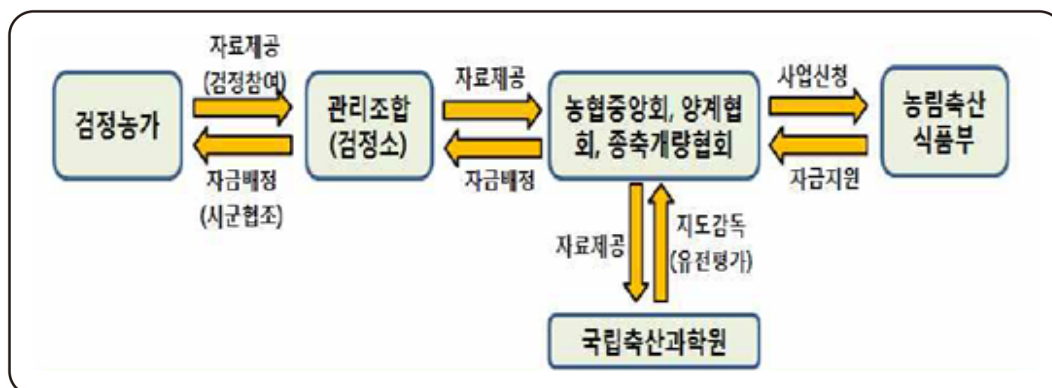 자료제공
(검정참여)
검정농가
자금배정
(시군협조)
관리조합
(검정소)
자료제공
자금배정
농협중앙회, 양계협
회, 종축개량협회
사업신청
자금지원
농림축산
식품부
자료제공
지도감독
(유전평가)
국립축산과학원